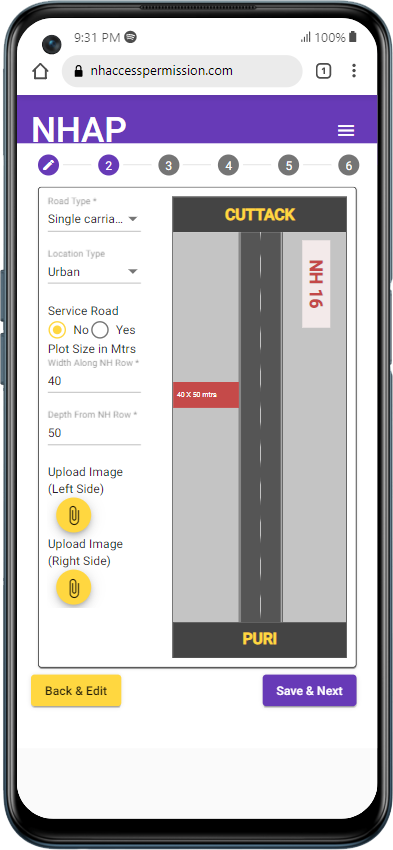 9:31 PM
100%
nhaccesspermission.com
1
NHAP
2
3
4
5
6
Road Type *
Single carria...
Location Type
Urban
Service Road
No
Yes
Plot Size in Mtrs
Width Along NH Row *
40
Depth From NH Row *
50
Upload Image
(Left Side)
Upload Image
(Right Side)
CUTTACK
NH 16
40 X 50 mtrs
PURI
Back & Edit
Save & Next